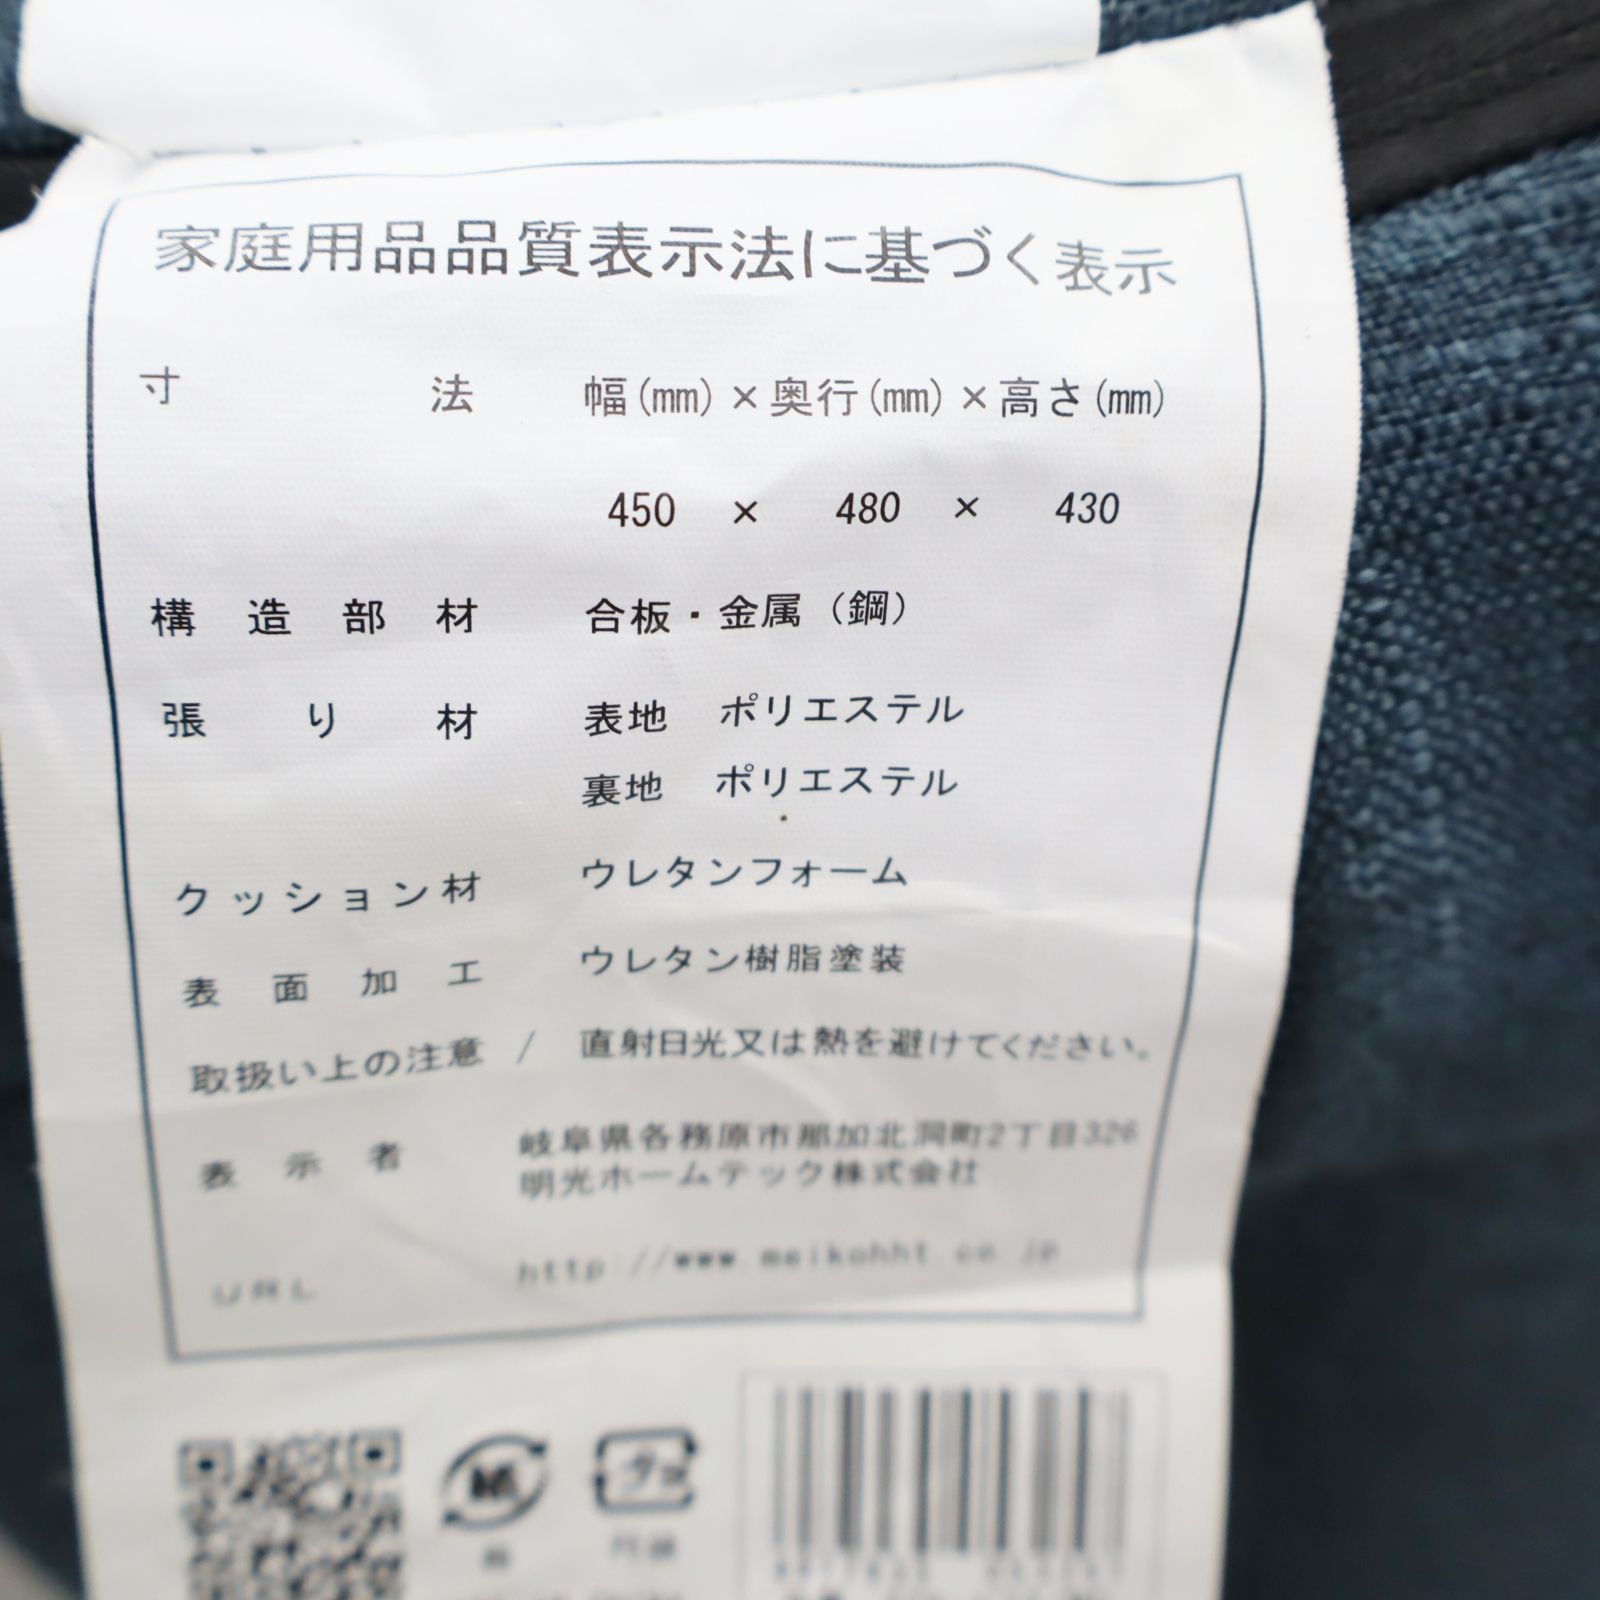 家庭用品品質表示法に基づく表示
寸法 幅(mm)×奥行(mm)×高さ(mm)
450 × 480 × 430
構造部材 合板・金属（鋼）
張り材 表地 ポリエステル
裏地 ポリエステル
クッション材 ウレタンフォーム
表面加工 ウレタン樹脂塗装
取扱い上の注意 / 直射日光又は熱を避けてください。
表示者 岐阜県各務原市那加北洞町2丁目326
明光ホームテック株式会社
URL http://www.meikohht.co.jp
紙
プラ